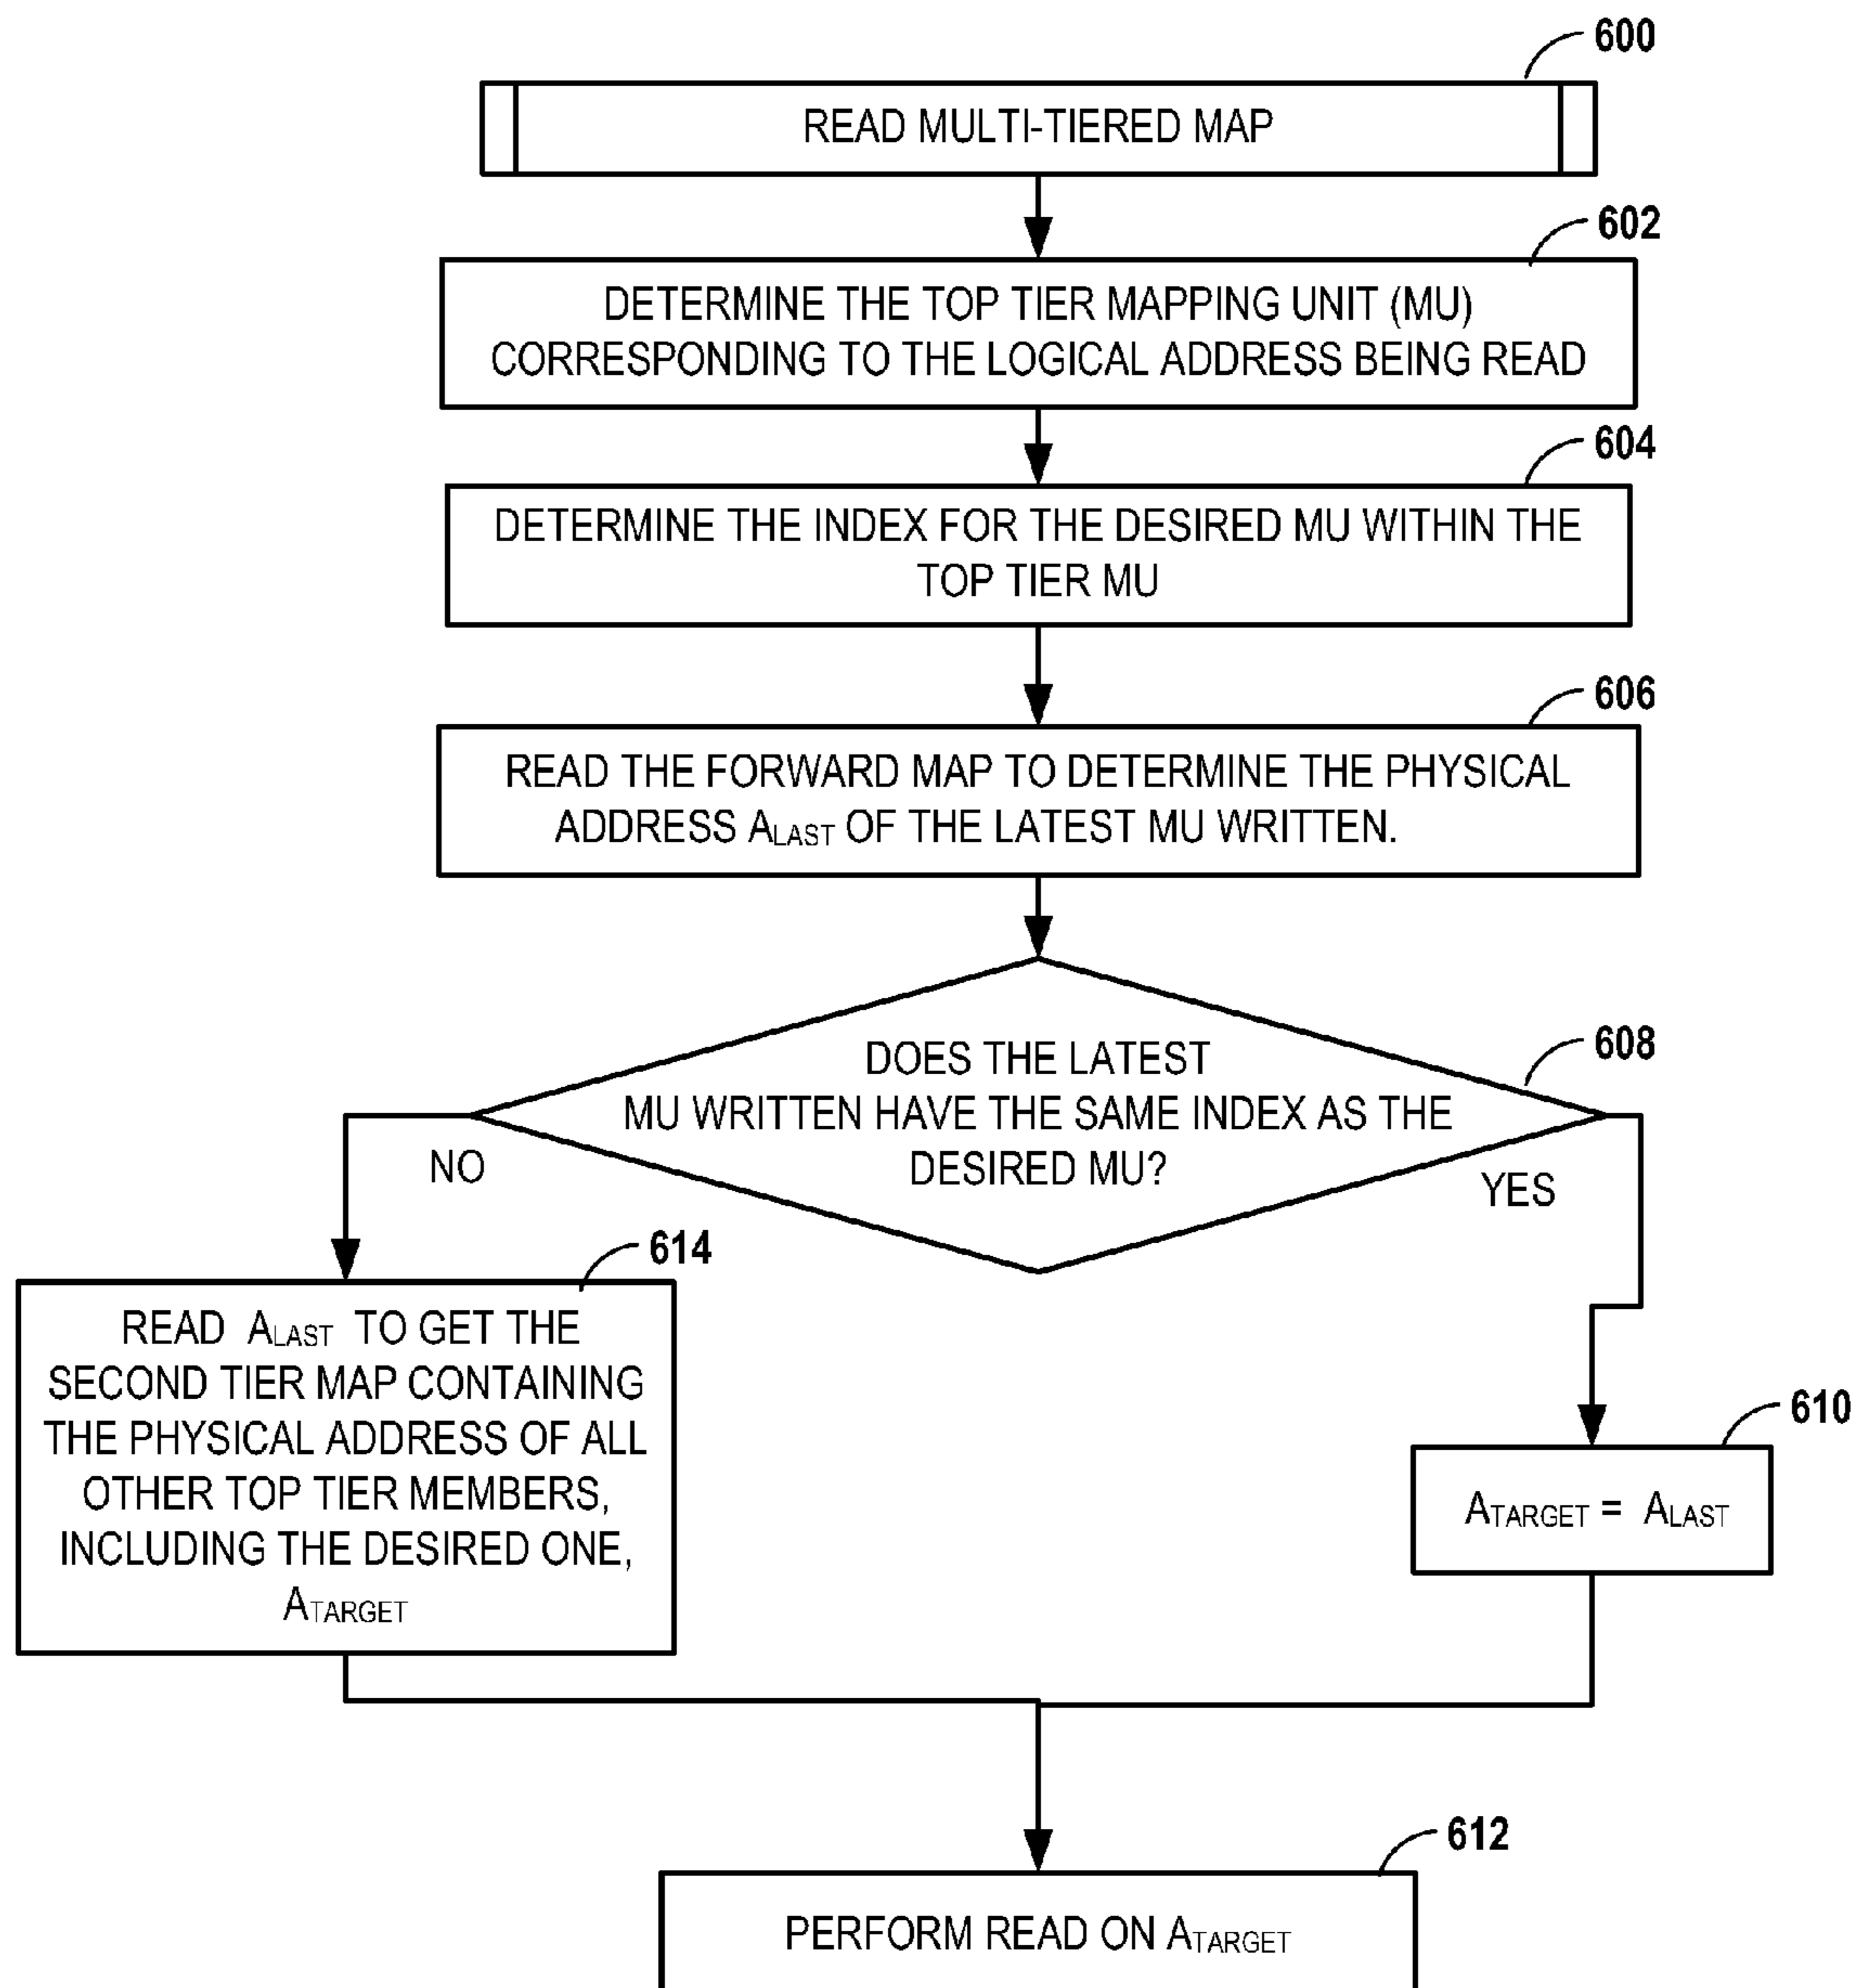 600
READ MULTI-TIERED MAP
602
DETERMINE THE TOP TIER MAPPING UNIT (MU)
CORRESPONDING TO THE LOGICAL ADDRESS BEING READ
604
DETERMINE THE INDEX FOR THE DESIRED MU WITHIN THE
TOP TIER MU
606
READ THE FORWARD MAP TO DETERMINE THE PHYSICAL
ADDRESS ALAST OF THE LATEST MU WRITTEN.
608
DOES THE LATEST
MU WRITTEN HAVE THE SAME INDEX AS THE
DESIRED MU?
NO
YES
614
READ ALAST TO GET THE
SECOND TIER MAP CONTAINING
THE PHYSICAL ADDRESS OF ALL
OTHER TOP TIER MEMBERS,
INCLUDING THE DESIRED ONE,
ATARGET
610
ATARGET = ALAST
612
PERFORM READ ON ATARGET